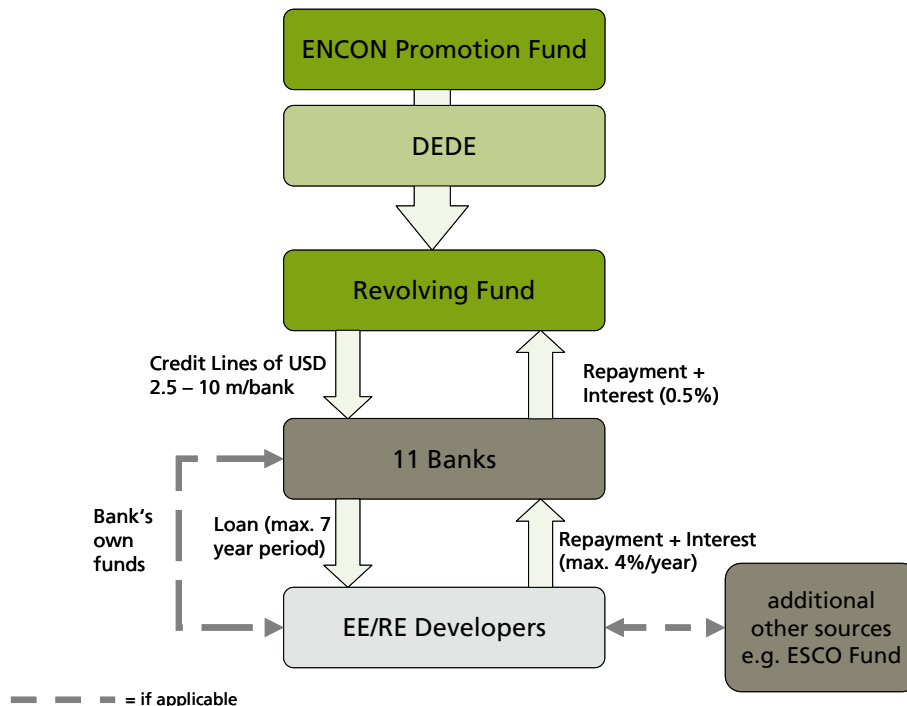 ENCON Promotion Fund
DEDE
Revolving Fund
Credit Lines of USD
2.5 – 10 m/bank
Repayment +
Interest (0.5%)
11 Banks
Bank‘s
own
funds
Loan (max. 7
year period)
Repayment + Interest
(max. 4%/year)
EE/RE Developers
additional
other sources
e.g. ESCO Fund
= if applicable